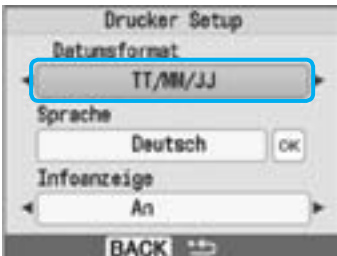 Drucker Setup
Datumsformat
TT/MM/JJ
Sprache
Deutsch OK
Infoanzeige
An
BACK